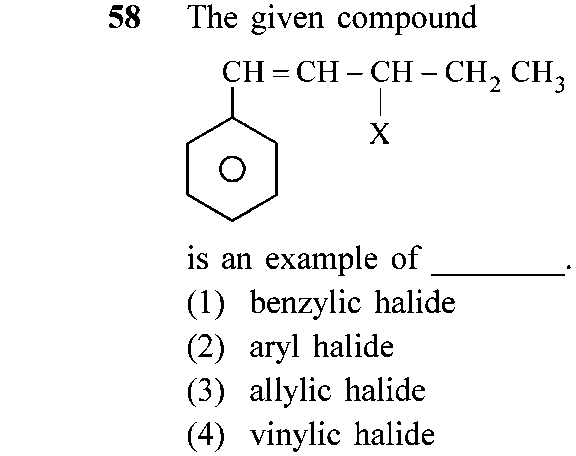 58 The given compound
CH = CH – CH – CH₂ CH₃
X
is an example of ________.
(1) benzylic halide
(2) aryl halide
(3) allylic halide
(4) vinylic halide